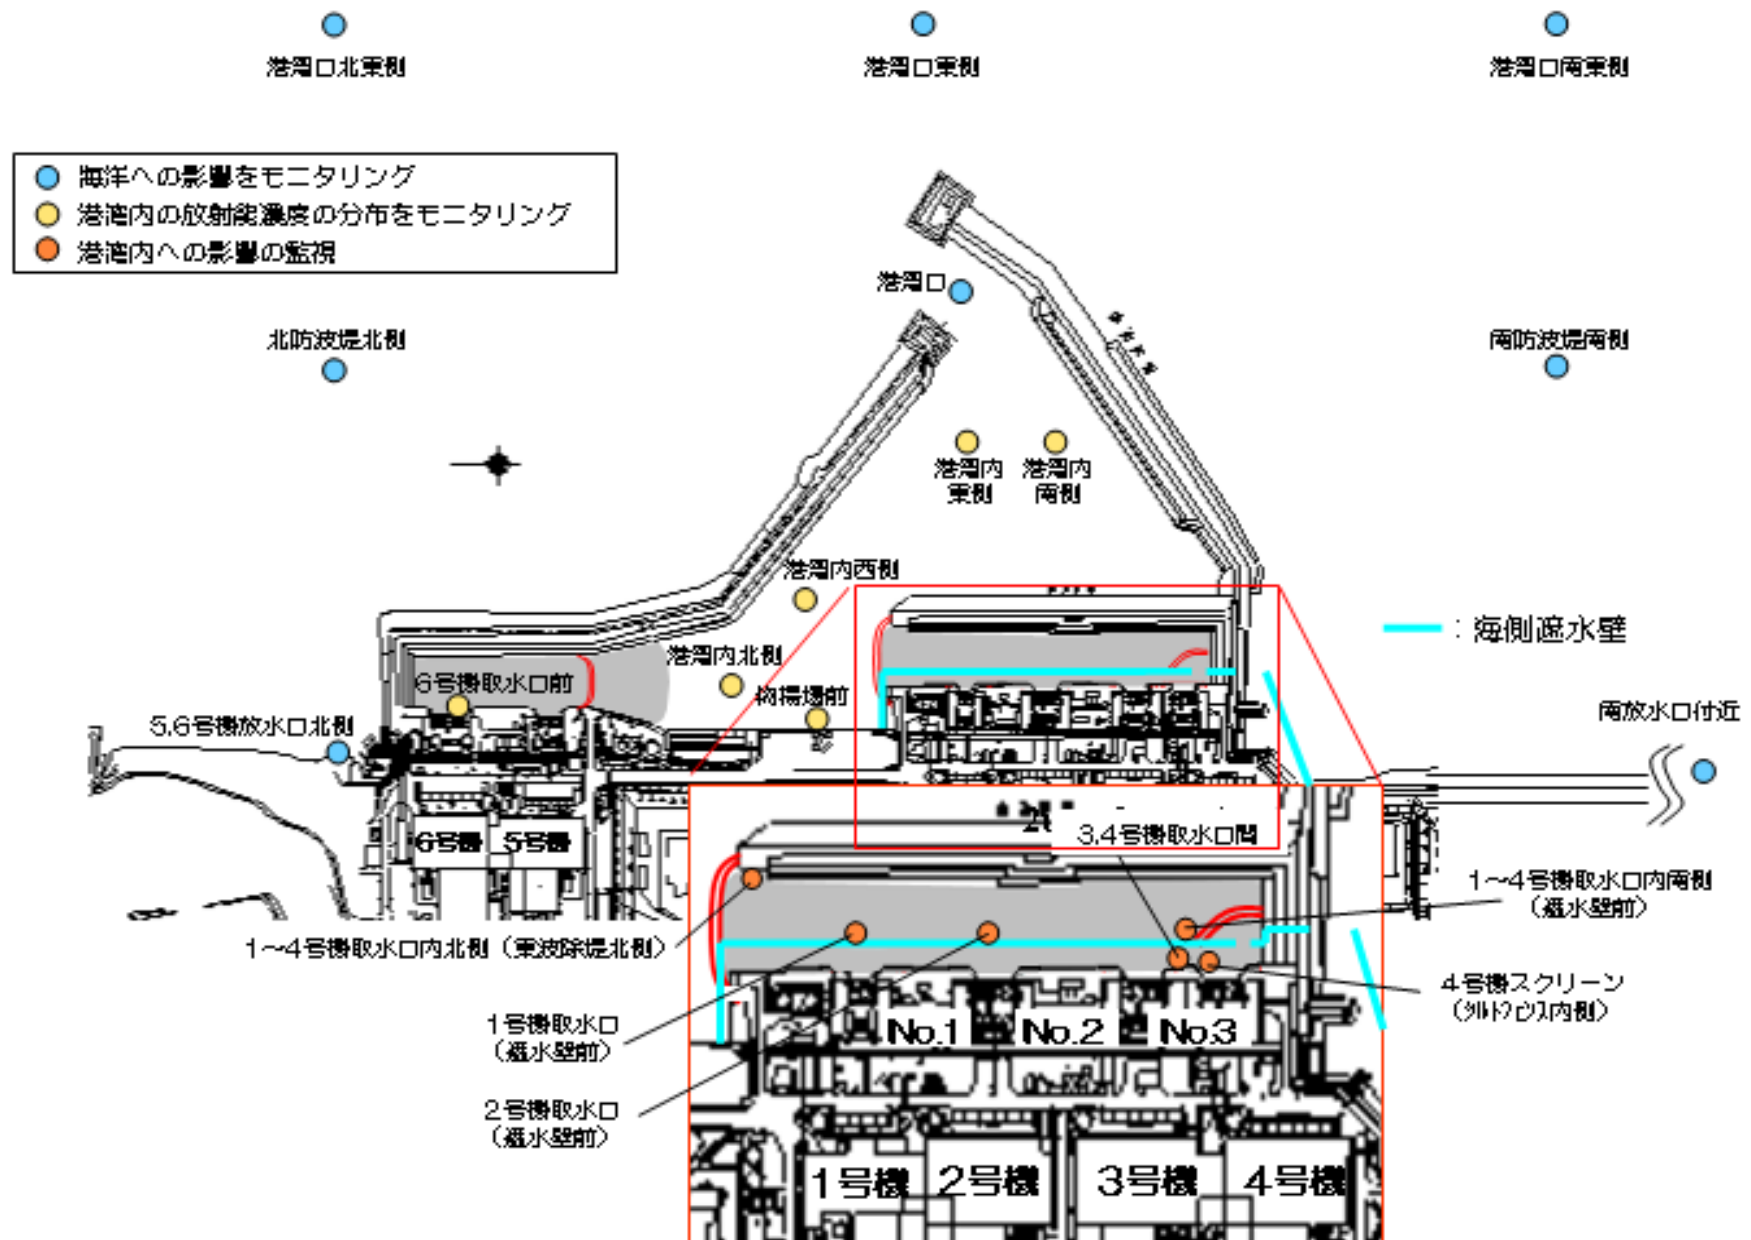 港湾口北東側
港湾口東側
港湾口南東側
海洋への影響をモニタリング
港湾内の放射能濃度の分布をモニタリング
港湾内への影響の監視
港湾口
北防波堤北側
南防波堤南側
港湾内
東側
港湾内
南側
港湾内西側
：海側遮水壁
港湾内北側
6号機取水口前
物揚場前
5,6号機放水口北側
南放水口付近
6号機
5号機
3,4号機取水口間
1～4号機取水口内南側
（遮水壁前）
1～4号機取水口内北側（東波除堤北側）
4号機スクリーン
（シルトフェンス内側）
1号機取水口
（遮水壁前）
No.1
No.2
No.3
2号機取水口
（遮水壁前）
1号機
2号機
3号機
4号機